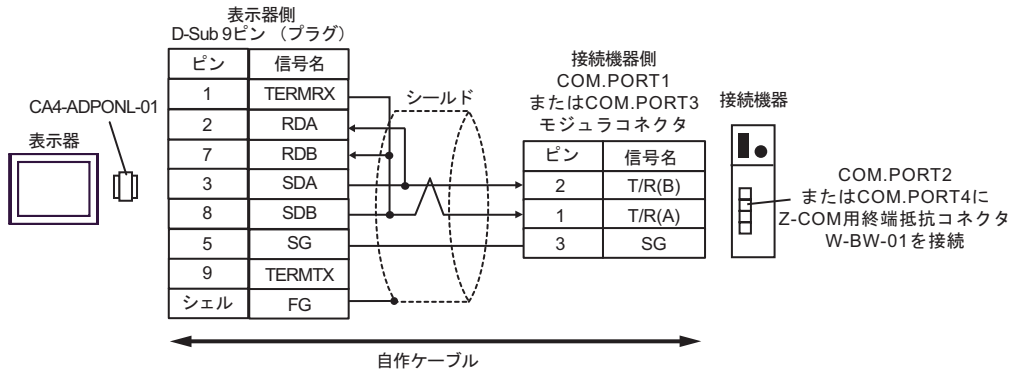 表示器側
D-Sub 9ピン （プラグ）
ピン 信号名
1 TERMRX
2 RDA
7 RDB
3 SDA
8 SDB
5 SG
9 TERMTX
シェル FG
CA4-ADPONL-01
表示器
シールド
接続機器側
COM.PORT1
またはCOM.PORT3
モジュラコネクタ
ピン 信号名
2 T/R(B)
1 T/R(A)
3 SG
接続機器
COM.PORT2
またはCOM.PORT4に
Z-COM用終端抵抗コネクタ
W-BW-01を接続
自作ケーブル